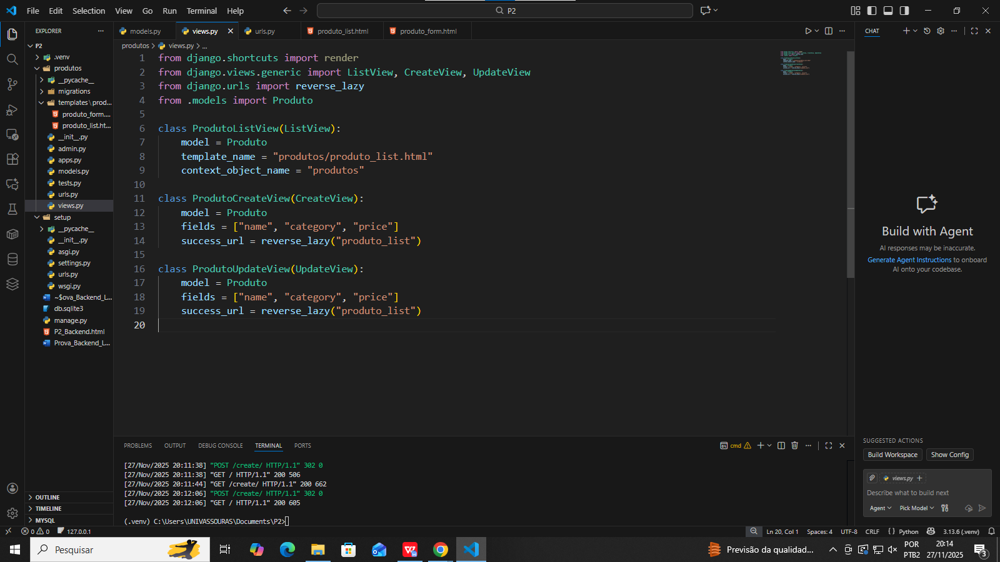 File Edit Selection View Go Run Terminal Help
P2
EXPLORER
P2
.venv
produtos
__pycache__
migrations
templates\prod...
produto_form....
produto_list.ht...
__init__.py
admin.py
apps.py
models.py
tests.py
urls.py
views.py
setup
__pycache__
__init__.py
asgi.py
settings.py
urls.py
wsgi.py
~$ova_Backend_L...
db.sqlite3
manage.py
P2_Backend.html
Prova_Backend_L...
OUTLINE
TIMELINE
MYSQL
models.py views.py urls.py produto_list.html produto_form.html
produtos > views.py > ...
1 from django.shortcuts import render
2 from django.views.generic import ListView, CreateView, UpdateView
3 from django.urls import reverse_lazy
4 from .models import Produto
5
6 class ProdutoListView(ListView):
7 model = Produto
8 template_name = "produtos/produto_list.html"
9 context_object_name = "produtos"
10
11 class ProdutoCreateView(CreateView):
12 model = Produto
13 fields = ["name", "category", "price"]
14 success_url = reverse_lazy("produto_list")
15
16 class ProdutoUpdateView(UpdateView):
17 model = Produto
18 fields = ["name", "category", "price"]
19 success_url = reverse_lazy("produto_list")
20
PROBLEMS OUTPUT DEBUG CONSOLE TERMINAL PORTS
cmd
[27/Nov/2025 20:11:38] "POST /create/ HTTP/1.1" 302 0
[27/Nov/2025 20:11:38] "GET / HTTP/1.1" 200 506
[27/Nov/2025 20:11:44] "GET /create/ HTTP/1.1" 200 662
[27/Nov/2025 20:12:06] "POST /create/ HTTP/1.1" 302 0
[27/Nov/2025 20:12:06] "GET / HTTP/1.1" 200 605
(.venv) C:\Users\UNIVASSOURAS\Documents\P2>
CHAT
Build with Agent
AI responses may be inaccurate.
Generate Agent Instructions to onboard
AI onto your codebase.
SUGGESTED ACTIONS
Build Workspace Show Config
views.py
Describe what to build next
Agent Pick Model
0 0 127.0.0.1
Ln 20, Col 1 Spaces: 4 UTF-8 CRLF { } Python 3.13.6 (.venv)
Pesquisar
Previsão da qualidad...
POR
PTB2
20:14
27/11/2025
3